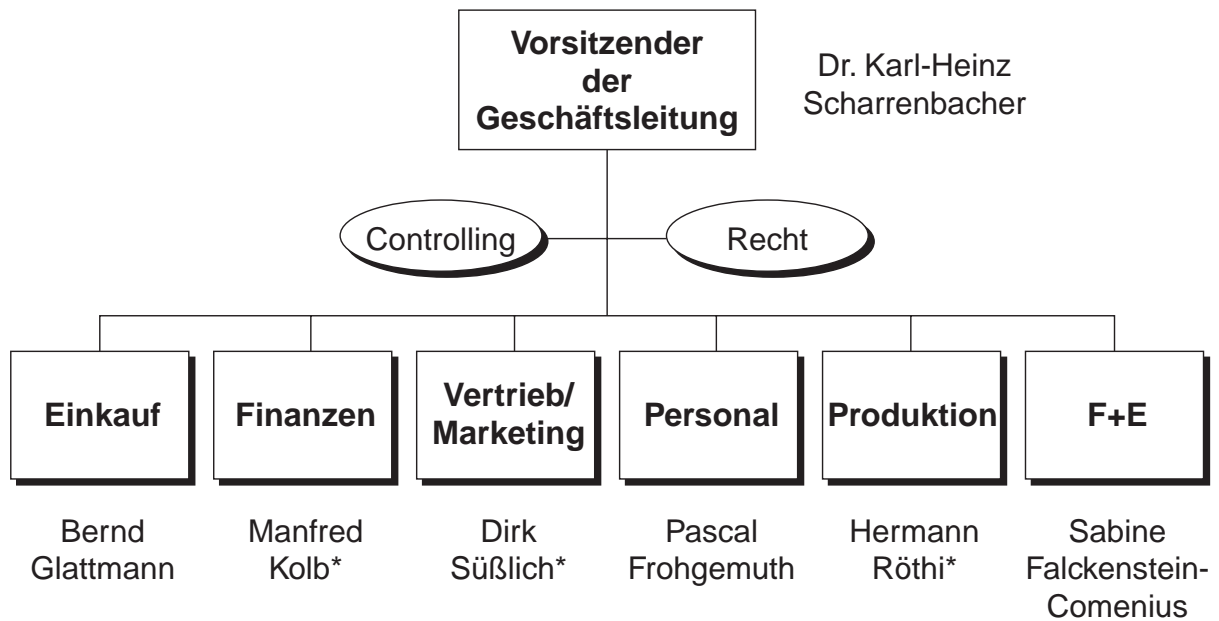 Vorsitzender
der
Geschäftsleitung
Dr. Karl-Heinz
Scharrenbacher
Controlling
Recht
Einkauf
Finanzen
Vertrieb/
Marketing
Personal
Produktion
F+E
Bernd
Glattmann
Manfred
Kolb*
Dirk
Süßlich*
Pascal
Frohgemuth
Hermann
Röthi*
Sabine
Falckenstein-
Comenius